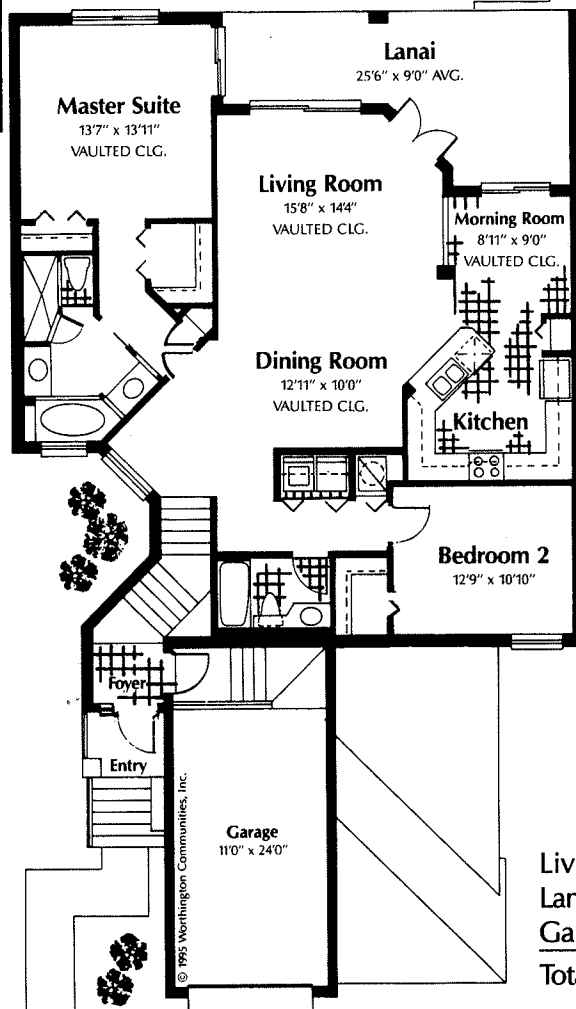 Lanai
25'6" x 9'0" AVG.
Master Suite
13'7" x 13'11"
VAULTED CLG.
Living Room
15'8" x 14'4"
VAULTED CLG.
Morning Room
8'11" x 9'0"
VAULTED CLG.
Dining Room
12'11" x 10'0"
VAULTED CLG.
Kitchen
Bedroom 2
12'9" x 10'10"
Foyer
Entry
Garage
11'0" x 24'0"
© 1995 Worthington Communities, Inc.
Liv
Lan
Ga
Tot